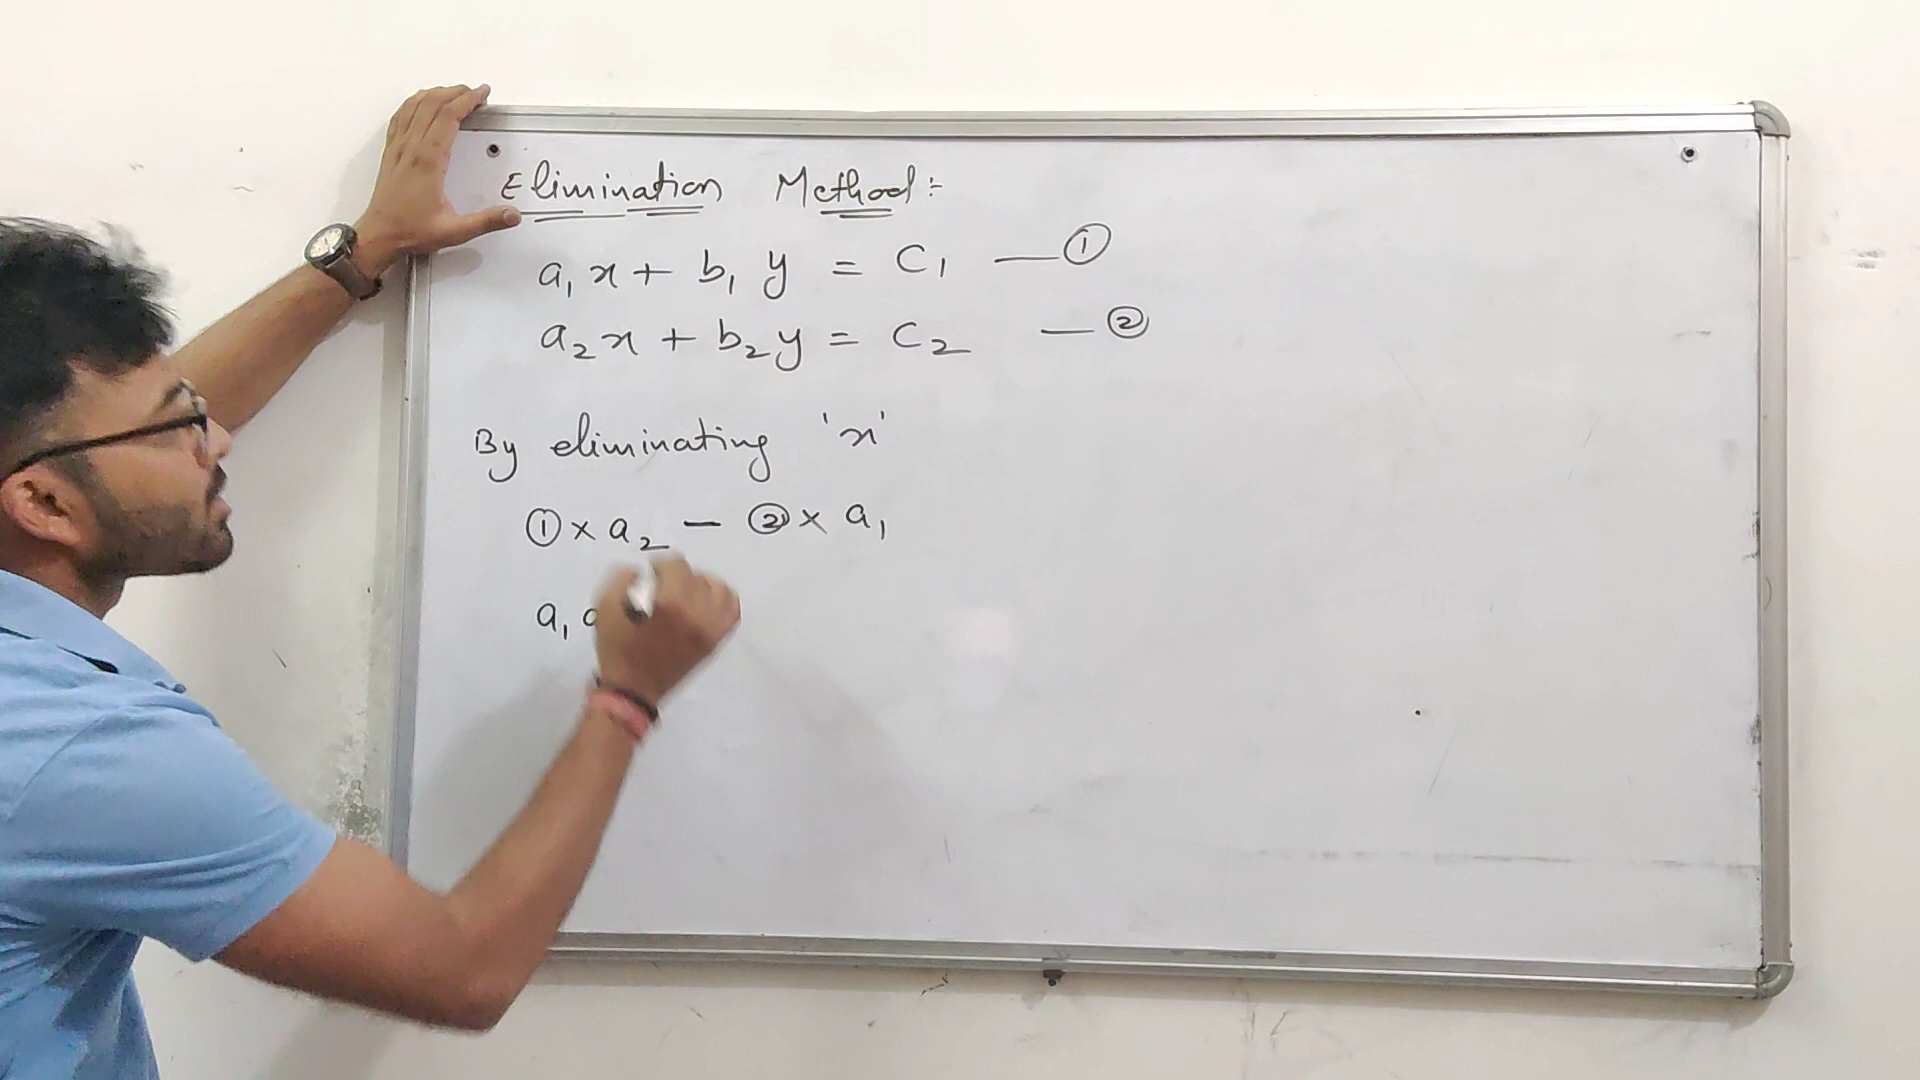 Elimination Method :-
a₁x + b₁y = C₁ — ①
a₂x + b₂y = C₂ — ②
By eliminating 'x'
① × a₂ − ② × a₁
a₁